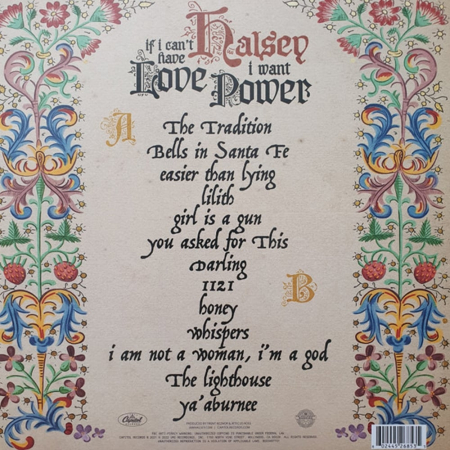 Halsey
if i can't
have
Love
i want
Power
A
The Tradition
Bells in Santa Fe
easier than lying
lilith
girl is a gun
you asked for This
Darling
1121
B
honey
whispers
i am not a woman, i'm a god
The lighthouse
ya'aburnee
Capitol